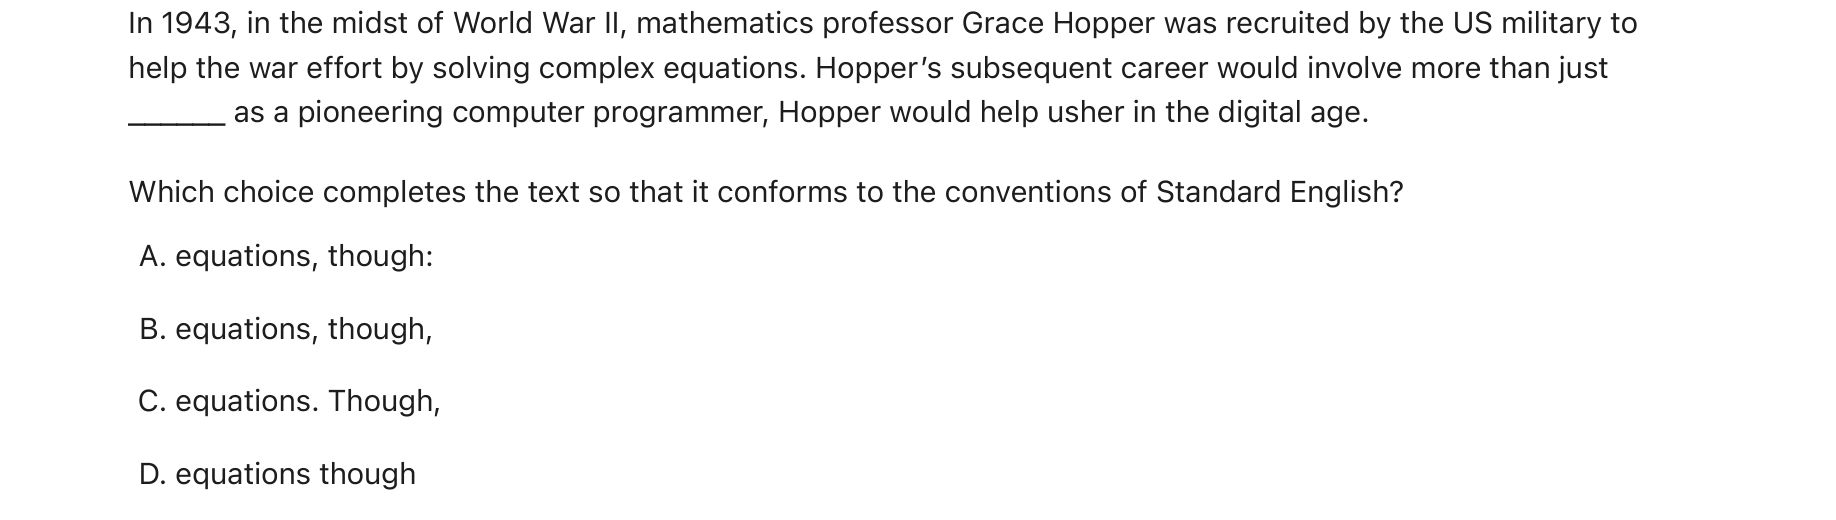 In 1943, in the midst of World War II, mathematics professor Grace Hopper was recruited by the US military to
help the war effort by solving complex equations. Hopper’s subsequent career would involve more than just
______ as a pioneering computer programmer, Hopper would help usher in the digital age.
Which choice completes the text so that it conforms to the conventions of Standard English?
A. equations, though:
B. equations, though,
C. equations. Though,
D. equations though